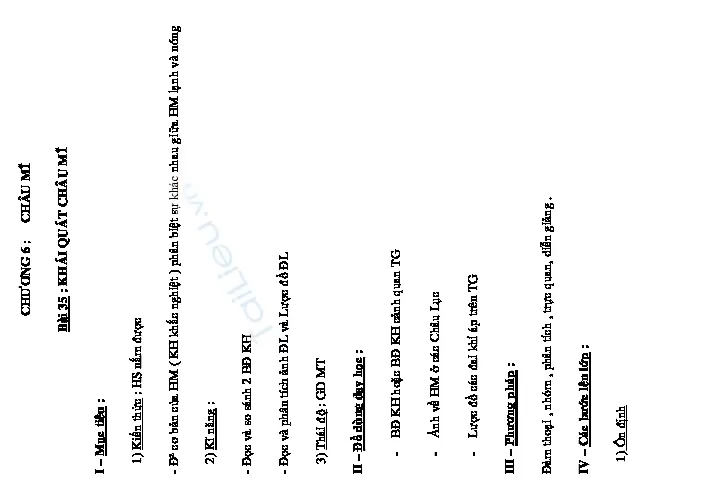 CHƯƠNG 6 : CHÂU MĨ
Bài 35 : KHÁI QUÁT CHÂU MĨ
I – Mục tiêu :
1) Kiến thức : HS nắm được
- Đ² cơ bản của HM ( KH khắc nghiệt ) phân biệt sự khác nhau giữa HM lạnh và nóng
2) Kĩ năng :
- Đọc và so sánh 2 BĐ KH
- Đọc và phân tích ảnh ĐL và Lược đồ ĐL
3) Thái độ : GD MT
II – Đồ dùng dạy học :
- BĐ KH hoặc BĐ KH cảnh quan TG
- Ảnh về HM ở các Châu Lục
- Lược đồ các đai khí áp trên TG
III – Phương pháp :
Đàm thoại , nhóm , phân tích , trực quan, diễn giảng .
IV – Các bước lên lớp :
1) Ổn định
TaiLieu.vn